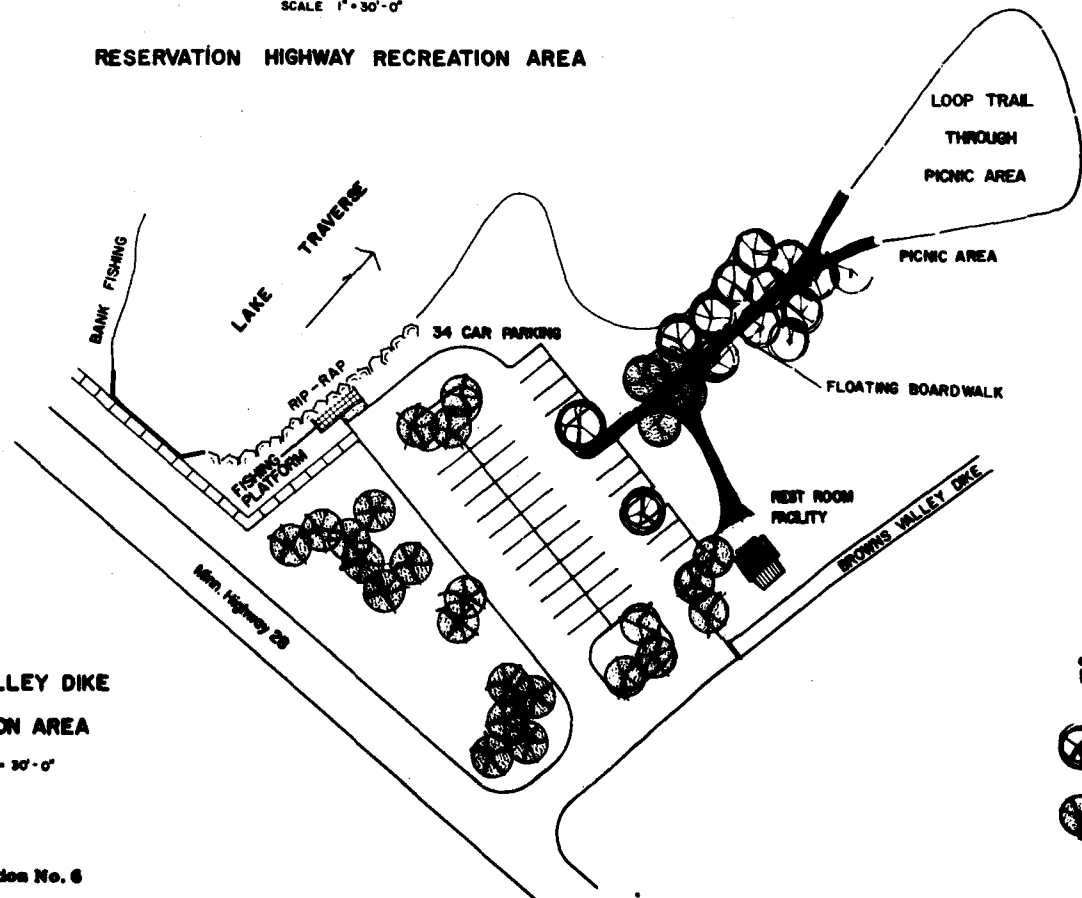 SCALE 1" = 30'-0"
RESERVATION HIGHWAY RECREATION AREA
LOOP TRAIL
THROUGH
PICNIC AREA
PICNIC AREA
LAKE TRAVERSE
BANK FISHING
34 CAR PARKING
RIP-RAP
FLOATING BOARDWALK
FISHING
PLATFORM
REST ROOM
FACILITY
BROWNS VALLEY DIKE
Minn. Highway 28
LLEY DIKE
ON AREA
= 30'-0"
tion No. 6